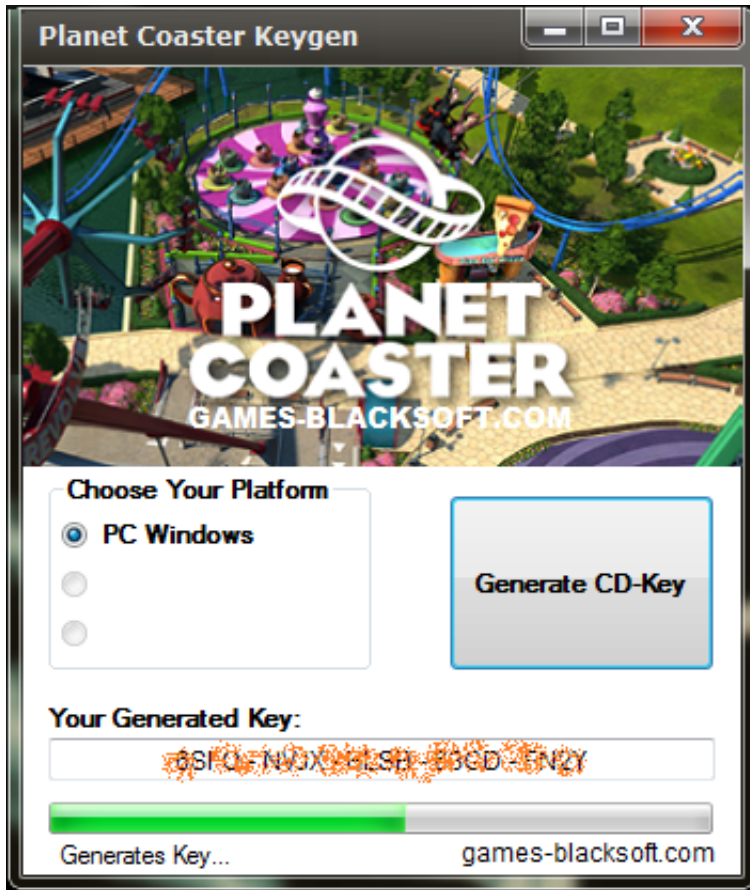 Planet Coaster Keygen
PLANET
COASTER
GAMES-BLACKSOFT.COM
Choose Your Platform
PC Windows
Generate CD-Key
Your Generated Key:
Generates Key...
games-blacksoft.com